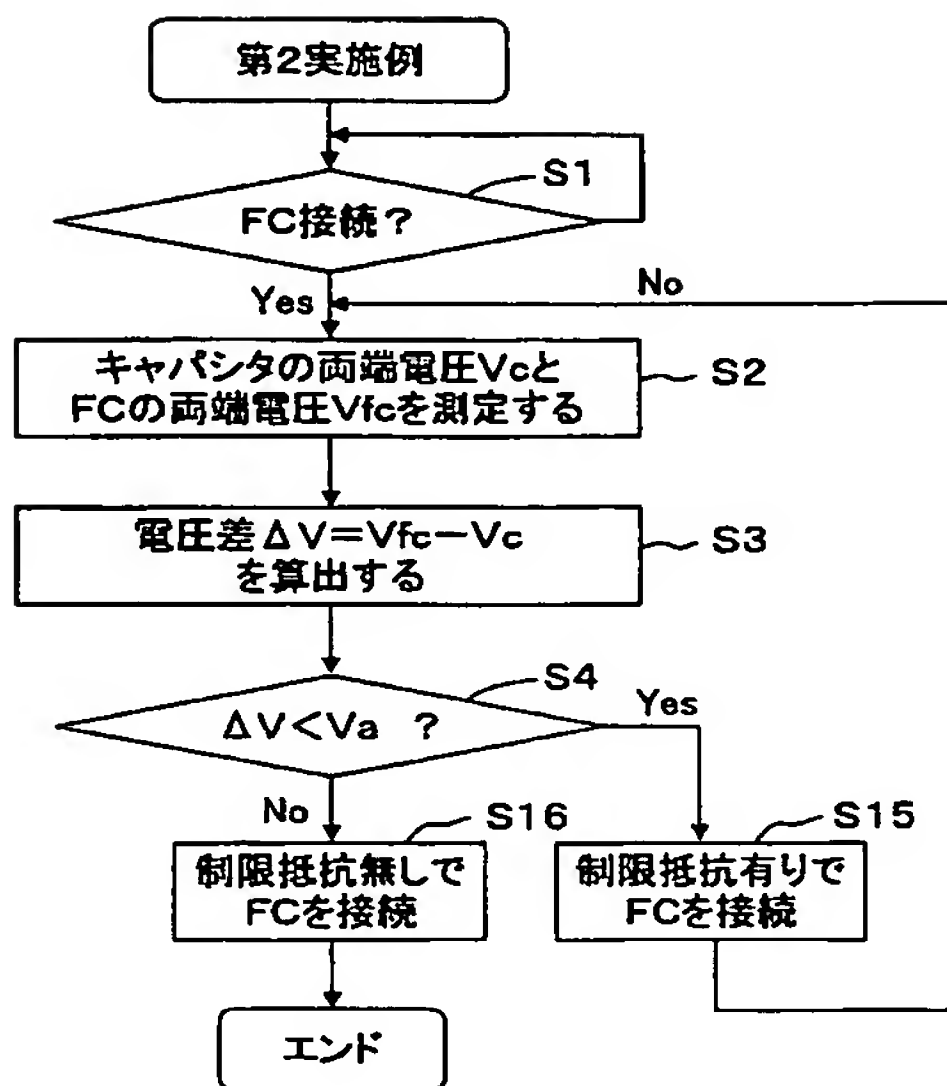 第2実施例
S1
FC接続？
No
Yes
キャパシタの両端電圧Vcと
FCの両端電圧Vfcを測定する
S2
電圧差ΔV＝Vfc－Vc
を算出する
S3
S4
ΔV＜Va ？
Yes
No
S16
S15
制限抵抗無しで
FCを接続
制限抵抗有りで
FCを接続
エンド